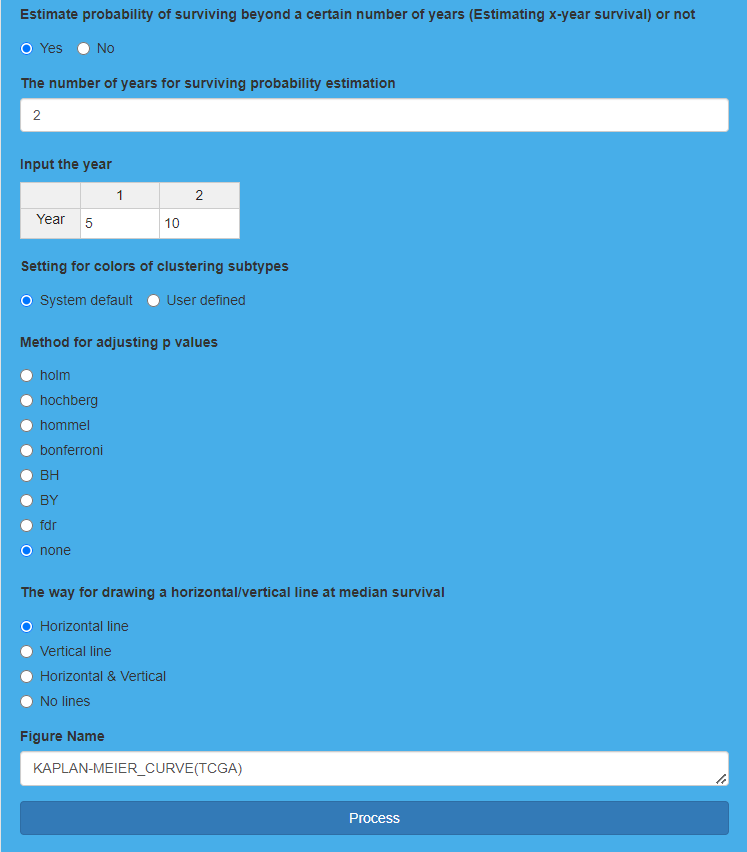 Estimate probability of surviving beyond a certain number of years (Estimating x-year survival) or not
Yes No
The number of years for surviving probability estimation
2
Input the year
1 2
Year 5 10
Setting for colors of clustering subtypes
System default User defined
Method for adjusting p values
holm
hochberg
hommel
bonferroni
BH
BY
fdr
none
The way for drawing a horizontal/vertical line at median survival
Horizontal line
Vertical line
Horizontal & Vertical
No lines
Figure Name
KAPLAN-MEIER_CURVE(TCGA)
Process